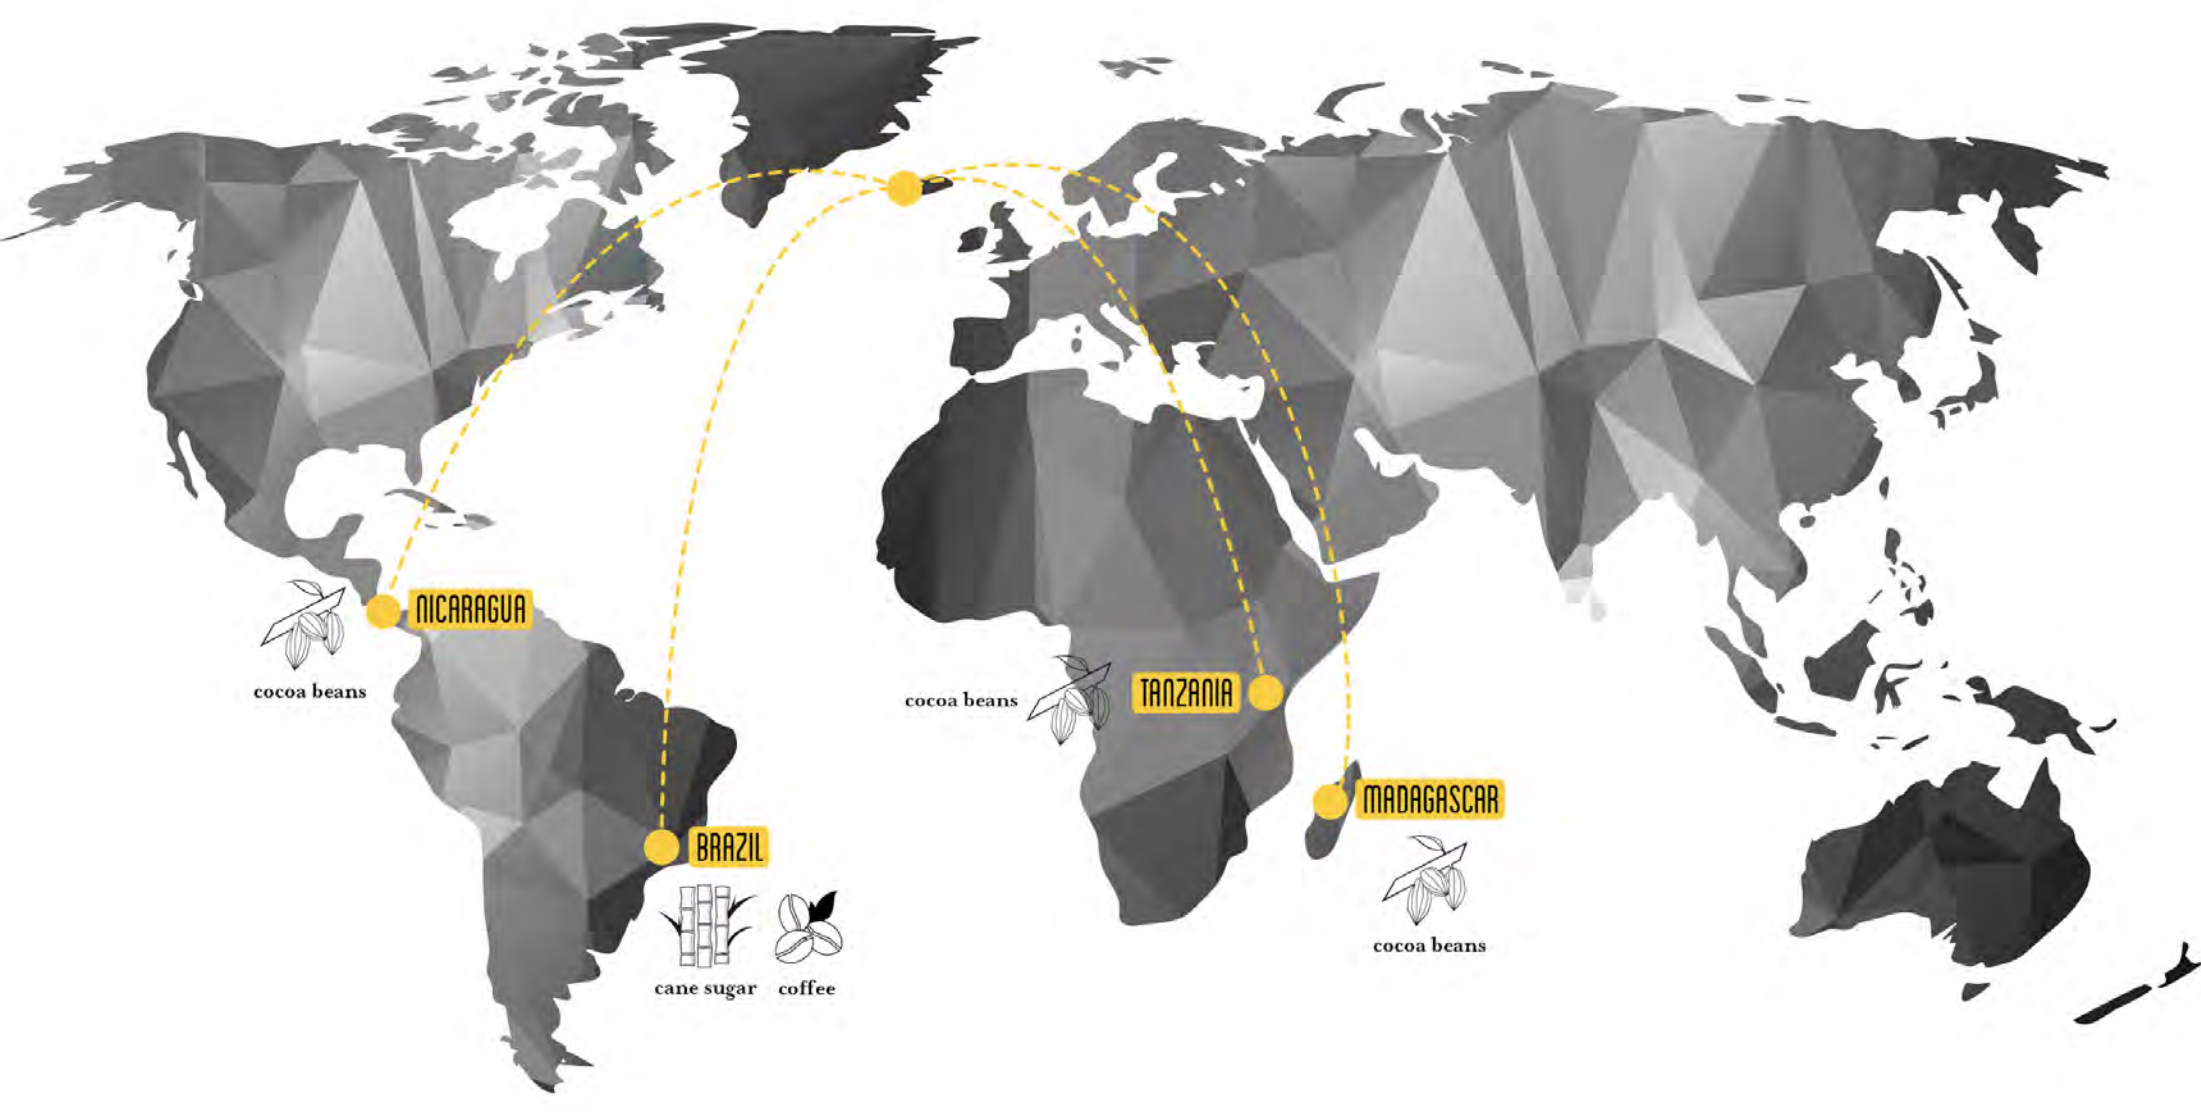 NICARAGUA
cocoa beans
cocoa beans
TANZANIA
MADAGASCAR
cocoa beans
BRAZIL
cane sugar
coffee